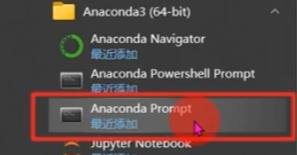 Anaconda3 (64-bit)
Anaconda Navigator
最近添加
Anaconda Powershell Prompt
最近添加
Anaconda Prompt
最近添加
Jupyter Notebook